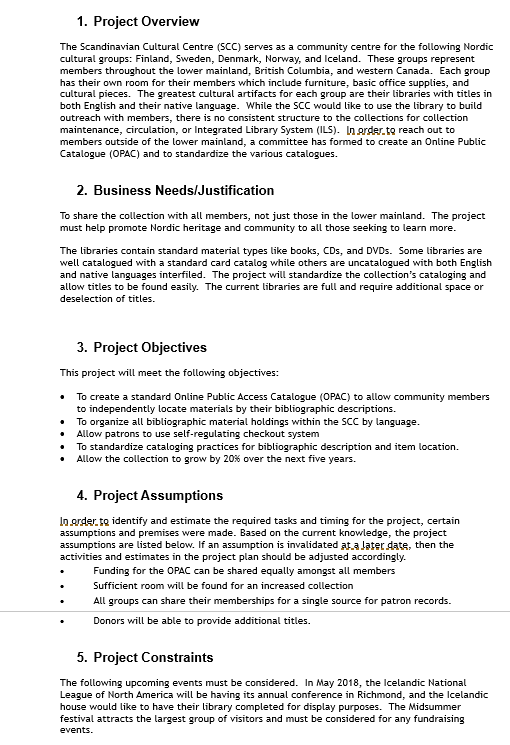 1. Project Overview
The Scandinavian Cultural Centre (SCC) serves as a community centre for the following Nordic
cultural groups: Finland, Sweden, Denmark, Norway, and Iceland. These groups represent
members throughout the lower mainland, British Columbia, and western Canada. Each group
has their own room for their members which include furniture, basic office supplies, and
cultural pieces. The greatest cultural artifacts for each group are their libraries with titles in
both English and their native language. While the SCC would like to use the library to build
outreach with members, there is no consistent structure to the collections for collection
maintenance, circulation, or Integrated Library System (ILS). In order to reach out to
members outside of the lower mainland, a committee has formed to create an Online Public
Catalogue (OPAC) and to standardize the various catalogues.
2. Business Needs/Justification
To share the collection with all members, not just those in the lower mainland. The project
must help promote Nordic heritage and community to all those seeking to learn more.
The libraries contain standard material types like books, CDs, and DVDs. Some libraries are
well catalogued with a standard card catalog while others are uncatalogued with both English
and native languages interfiled. The project will standardize the collection's cataloging and
allow titles to be found easily. The current libraries are full and require additional space or
deselection of titles.
3. Project Objectives
This project will meet the following objectives:
• To create a standard Online Public Access Catalogue (OPAC) to allow community members
to independently locate materials by their bibliographic descriptions.
• To organize all bibliographic material holdings within the SCC by language.
• Allow patrons to use self-regulating checkout system
• To standardize cataloging practices for bibliographic description and item location.
• Allow the collection to grow by 20% over the next five years.
4. Project Assumptions
In order to identify and estimate the required tasks and timing for the project, certain
assumptions and premises were made. Based on the current knowledge, the project
assumptions are listed below. If an assumption is invalidated at a later date, then the
activities and estimates in the project plan should be adjusted accordingly.
• Funding for the OPAC can be shared equally amongst all members
• Sufficient room will be found for an increased collection
• All groups can share their memberships for a single source for patron records.
• Donors will be able to provide additional titles.
5. Project Constraints
The following upcoming events must be considered. In May 2018, the Icelandic National
League of North America will be having its annual conference in Richmond, and the Icelandic
house would like to have their library completed for display purposes. The Midsummer
festival attracts the largest group of visitors and must be considered for any fundraising
events.